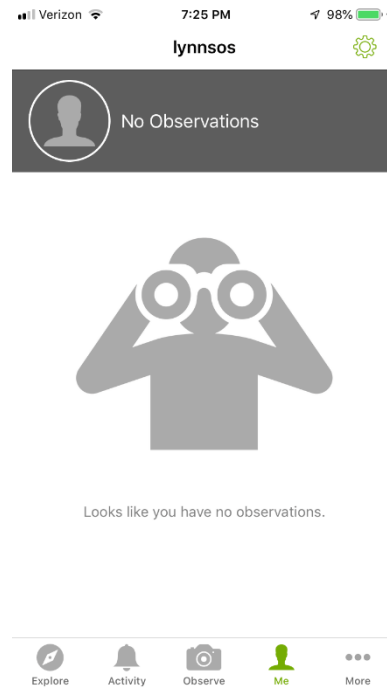 Verizon 7:25 PM 98%
lynnsos
No Observations
Looks like you have no observations.
Explore Activity Observe Me More